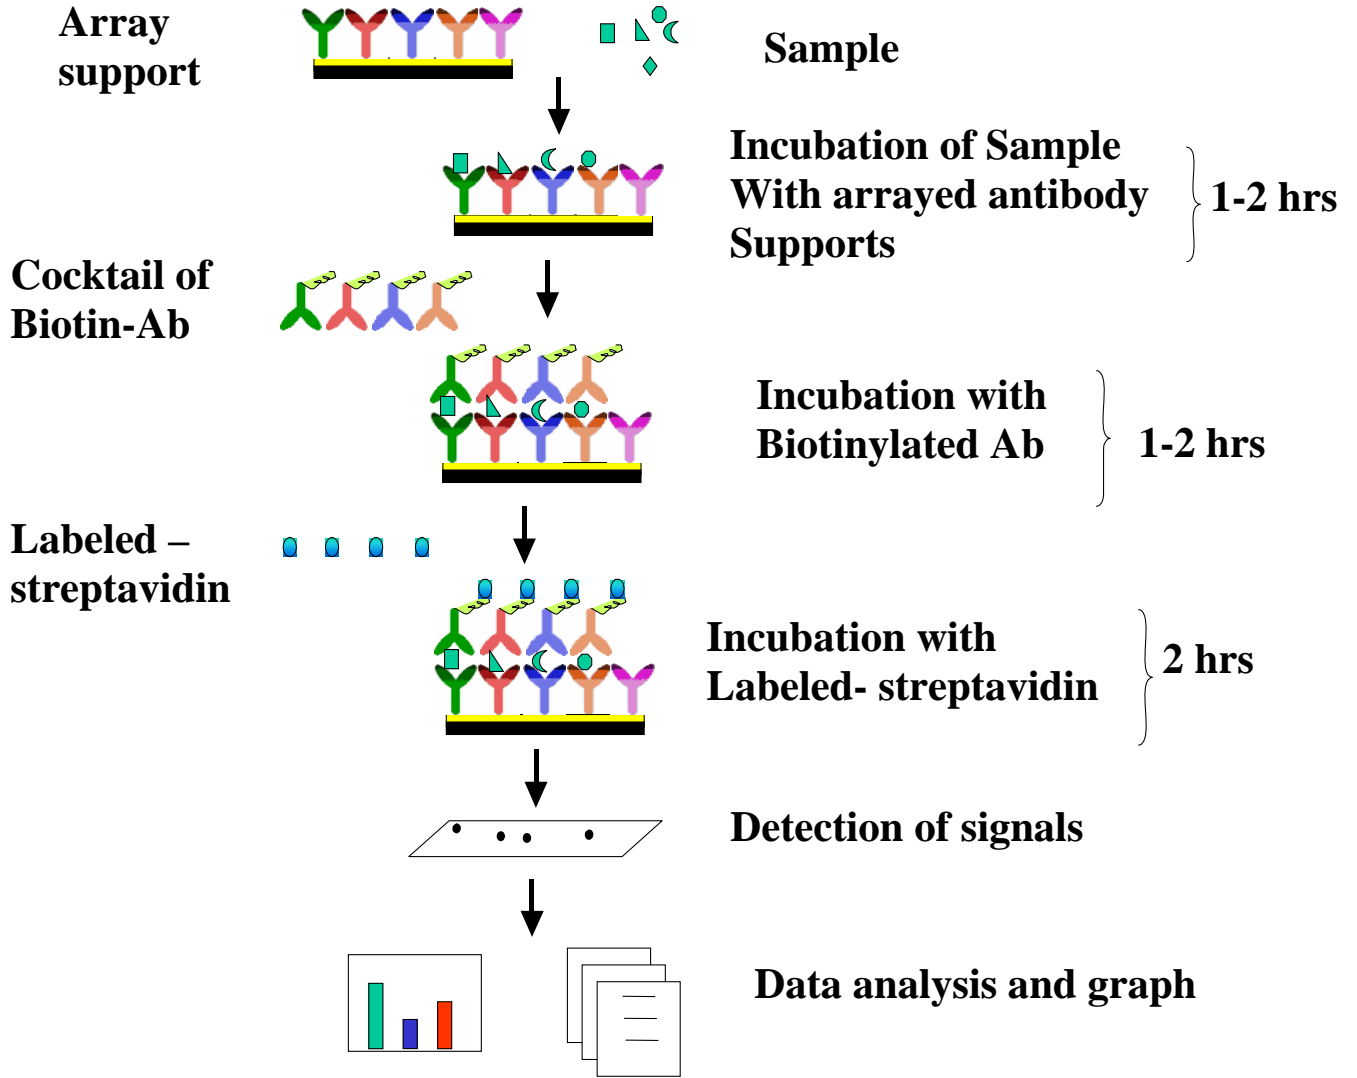 Array
support
Sample
Incubation of Sample
With arrayed antibody
Supports
1-2 hrs
Cocktail of
Biotin-Ab
Incubation with
Biotinylated Ab
1-2 hrs
Labeled –
streptavidin
Incubation with
Labeled- streptavidin
2 hrs
Detection of signals
Data analysis and graph